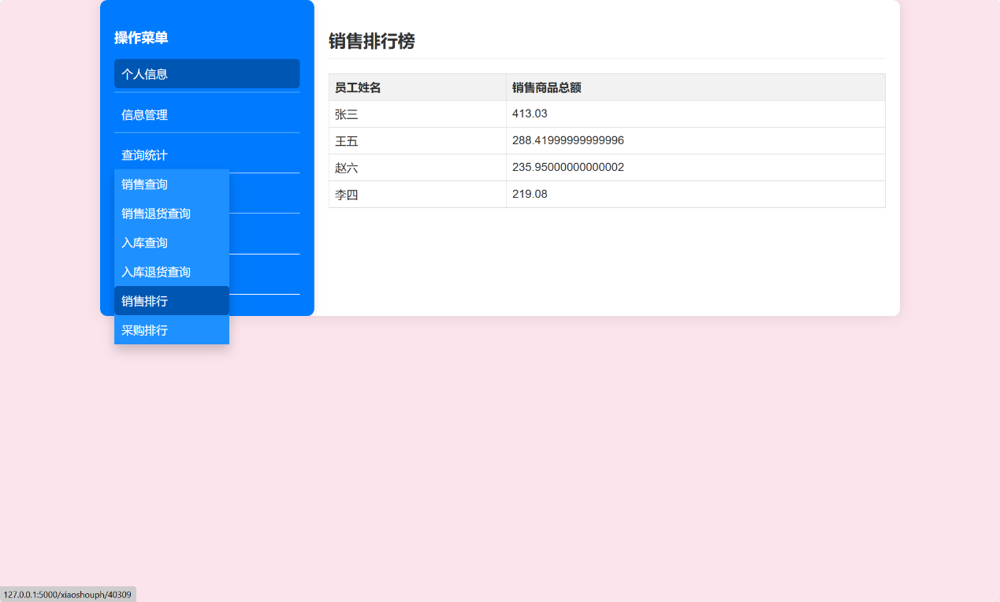 操作菜单
个人信息
信息管理
查询统计
销售查询
销售退货查询
入库查询
入库退货查询
销售排行
采购排行
销售排行榜
员工姓名 销售商品总额
张三 413.03
王五 288.41999999999996
赵六 235.95000000000002
李四 219.08
127.0.0.1:5000/xiaoshouph/40309